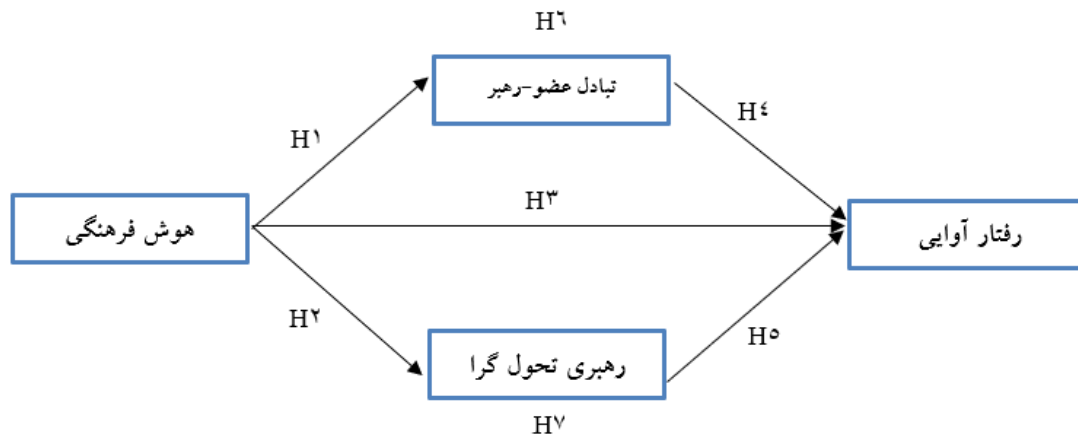 H۶
تبادل عضو-رهبر
H۴
H۱
H۳
هوش فرهنگی
رفتار آوایی
H۲
H۵
رهبری تحول گرا
H۷